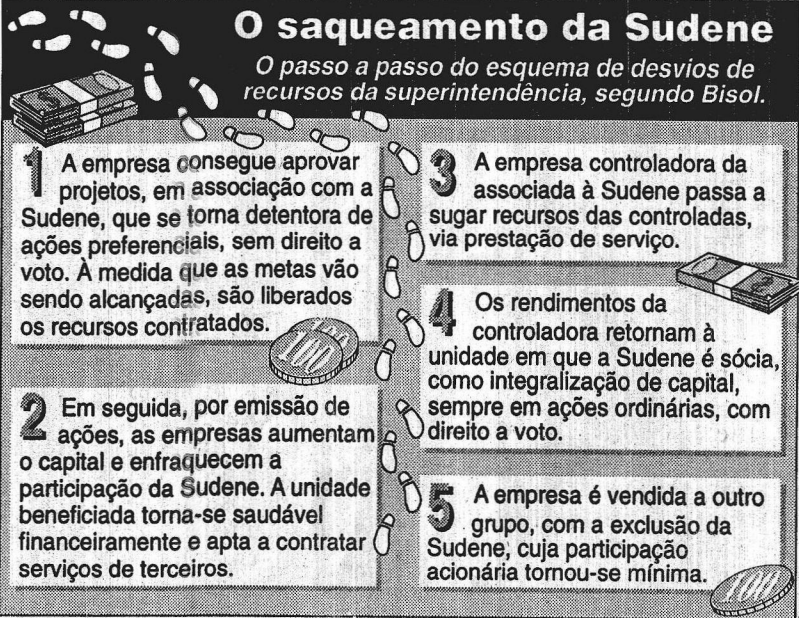 O saqueamento da Sudene
O passo a passo do esquema de desvios de
recursos da superintendência, segundo Bisol.
1 A empresa consegue aprovar
projetos, em associação com a
Sudene, que se torna detentora de
ações preferenciais, sem direito a
voto. À medida que as metas vão
sendo alcançadas, são liberados
os recursos contratados.
100
100
2 Em seguida, por emissão de
ações, as empresas aumentam
o capital e enfraquecem a
participação da Sudene. A unidade
beneficiada torna-se saudável
financeiramente e apta a contratar
serviços de terceiros.
3 A empresa controladora da
associada à Sudene passa a
sugar recursos das controladas,
via prestação de serviço.
4 Os rendimentos da
controladora retornam à
unidade em que a Sudene é sócia,
como integralização de capital,
sempre em ações ordinárias, com
direito a voto.
5 A empresa é vendida a outro
grupo, com a exclusão da
Sudene, cuja participação
acionária tornou-se mínima.
100